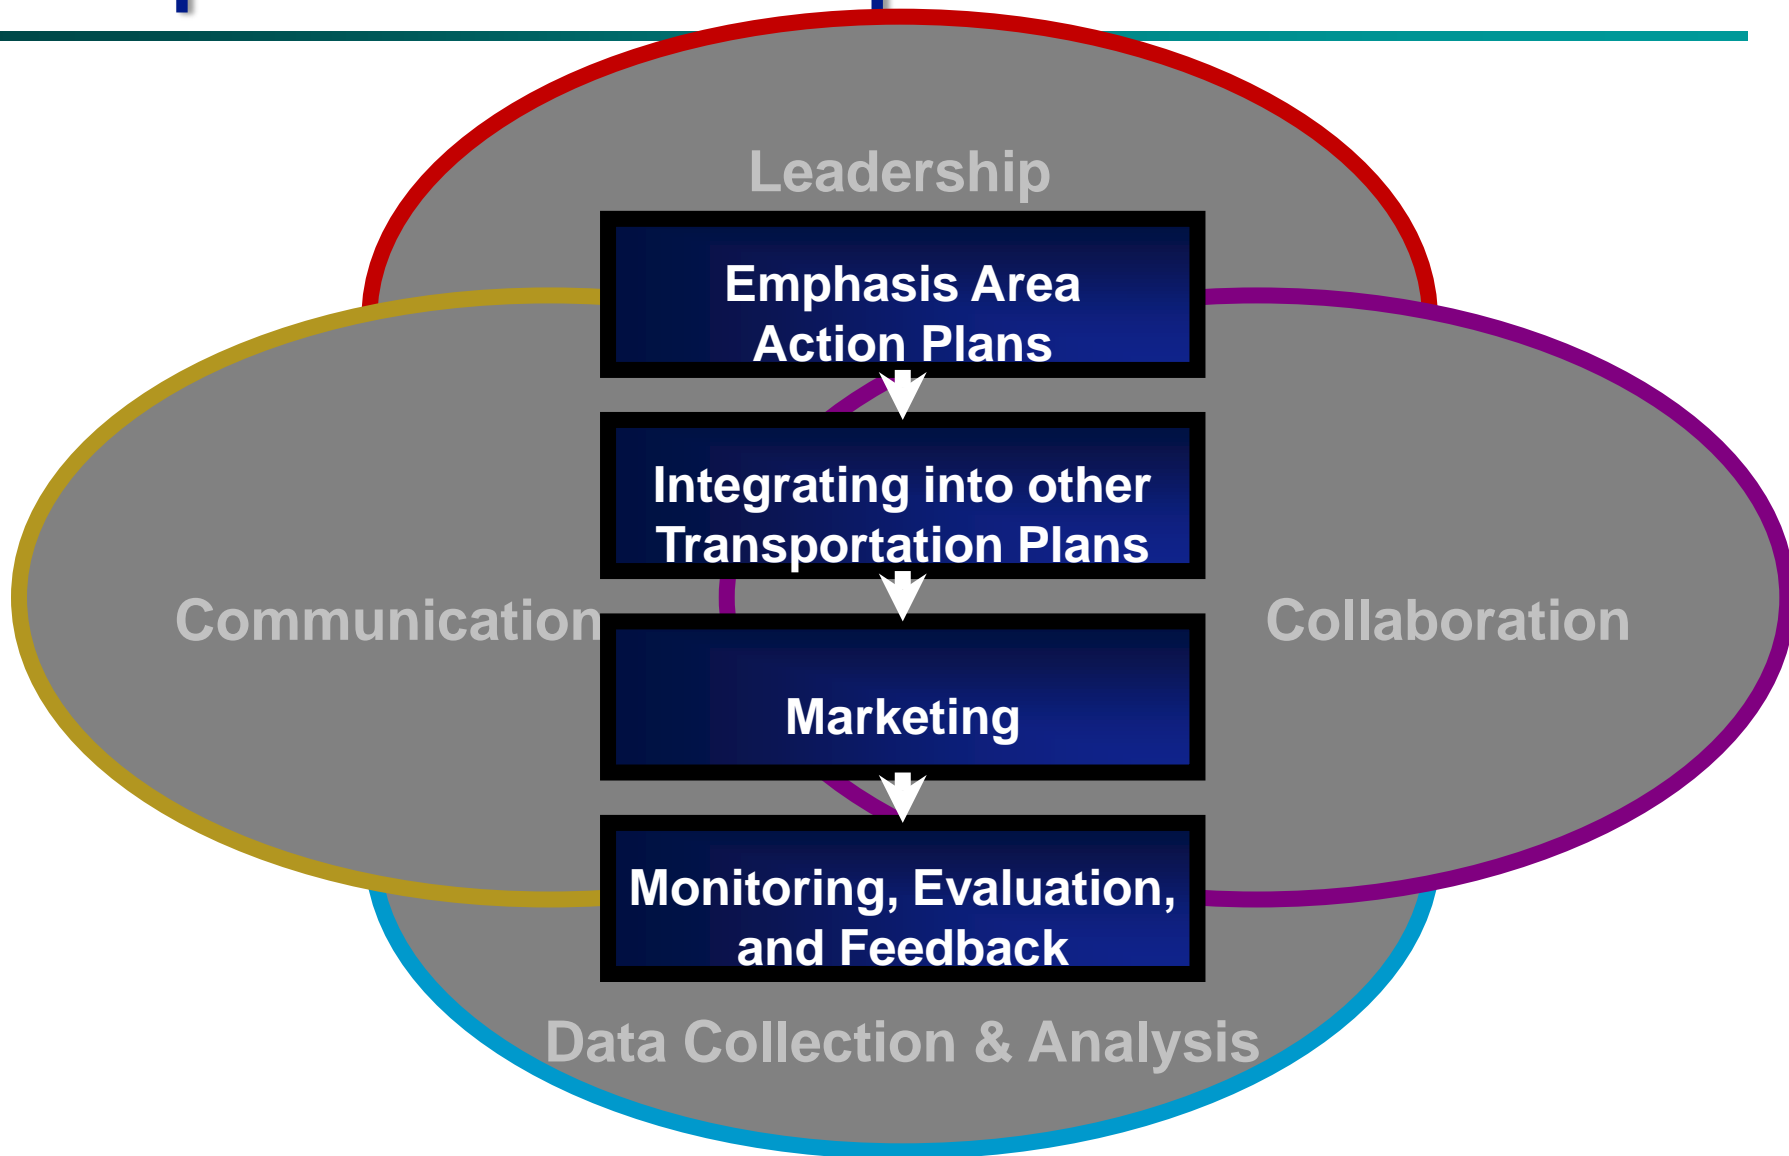 Leadership
Emphasis Area
Action Plans
Integrating into other
Transportation Plans
Communication
Collaboration
Marketing
Monitoring, Evaluation,
and Feedback
Data Collection & Analysis